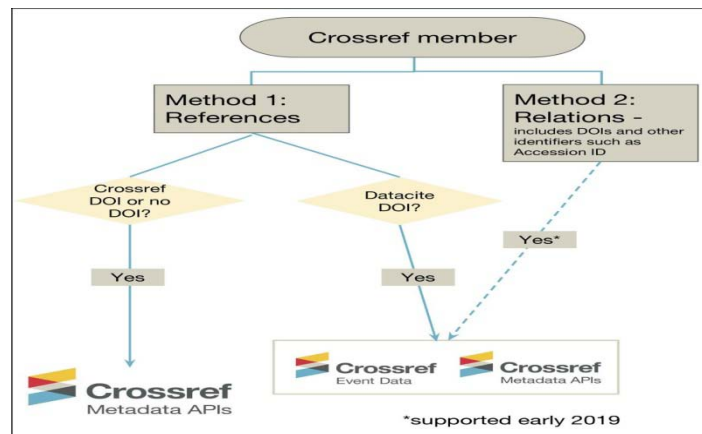 Crossref member
Method 1:
References
Method 2:
Relations -
includes DOIs and other
identifiers such as
Accession ID
Crossref
DOI or no
DOI?
Datacite
DOI?
Yes*
Yes
Yes
Crossref
Event Data
Crossref
Metadata APIs
Crossref
Metadata APIs
*supported early 2019